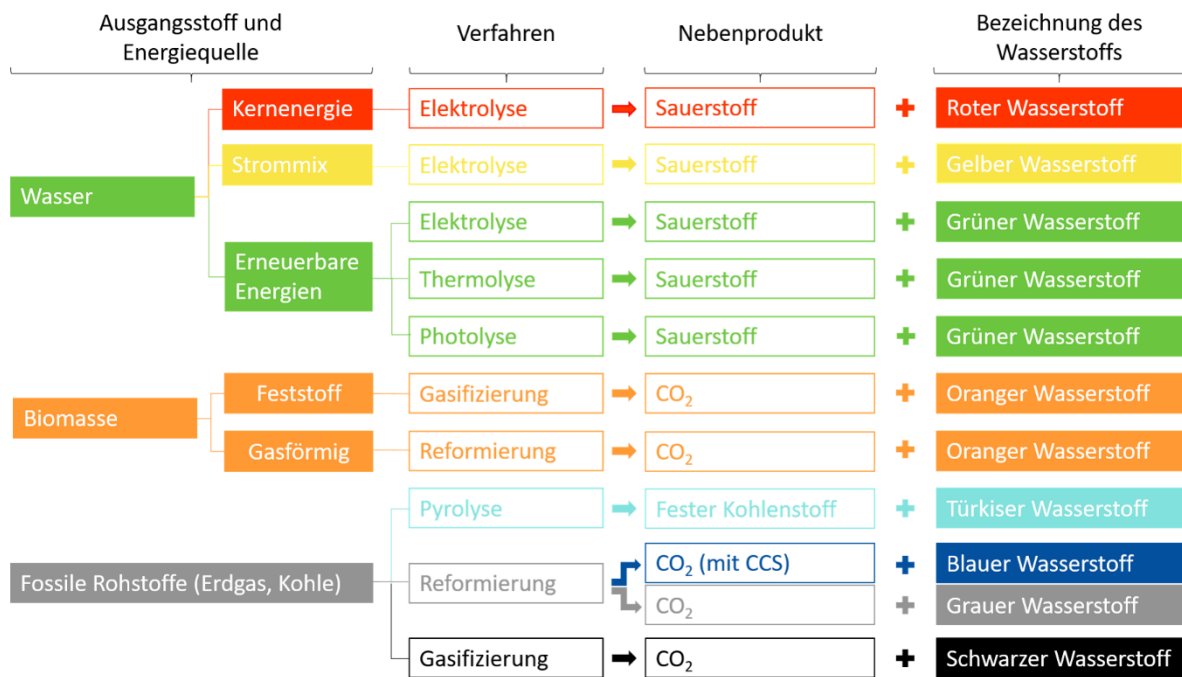 Ausgangsstoff und
Energiequelle
Verfahren
Nebenprodukt
Bezeichnung des
Wasserstoffs
Wasser
Kernenergie
Elektrolyse
Sauerstoff
Roter Wasserstoff
Strommix
Elektrolyse
Sauerstoff
Gelber Wasserstoff
Erneuerbare
Energien
Elektrolyse
Sauerstoff
Grüner Wasserstoff
Thermolyse
Sauerstoff
Grüner Wasserstoff
Photolyse
Sauerstoff
Grüner Wasserstoff
Biomasse
Feststoff
Gasifizierung
CO₂
Oranger Wasserstoff
Gasförmig
Reformierung
CO₂
Oranger Wasserstoff
Fossile Rohstoffe (Erdgas, Kohle)
Pyrolyse
Fester Kohlenstoff
Türkiser Wasserstoff
Reformierung
CO₂ (mit CCS)
Blauer Wasserstoff
CO₂
Grauer Wasserstoff
Gasifizierung
CO₂
Schwarzer Wasserstoff